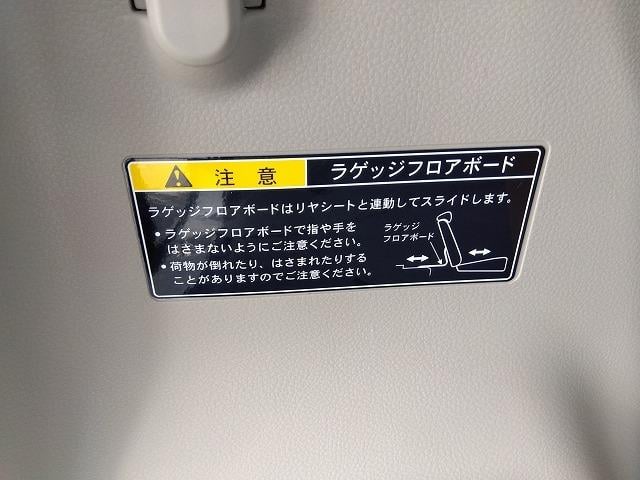 注意 ラゲッジフロアボード
ラゲッジフロアボードはリヤシートと連動してスライドします。
•ラゲッジフロアボードで指や手を
はさまないようにご注意ください。
•荷物が倒れたり、はさまれたりする
ことがありますのでご注意ください。
ラゲッジ
フロアボード